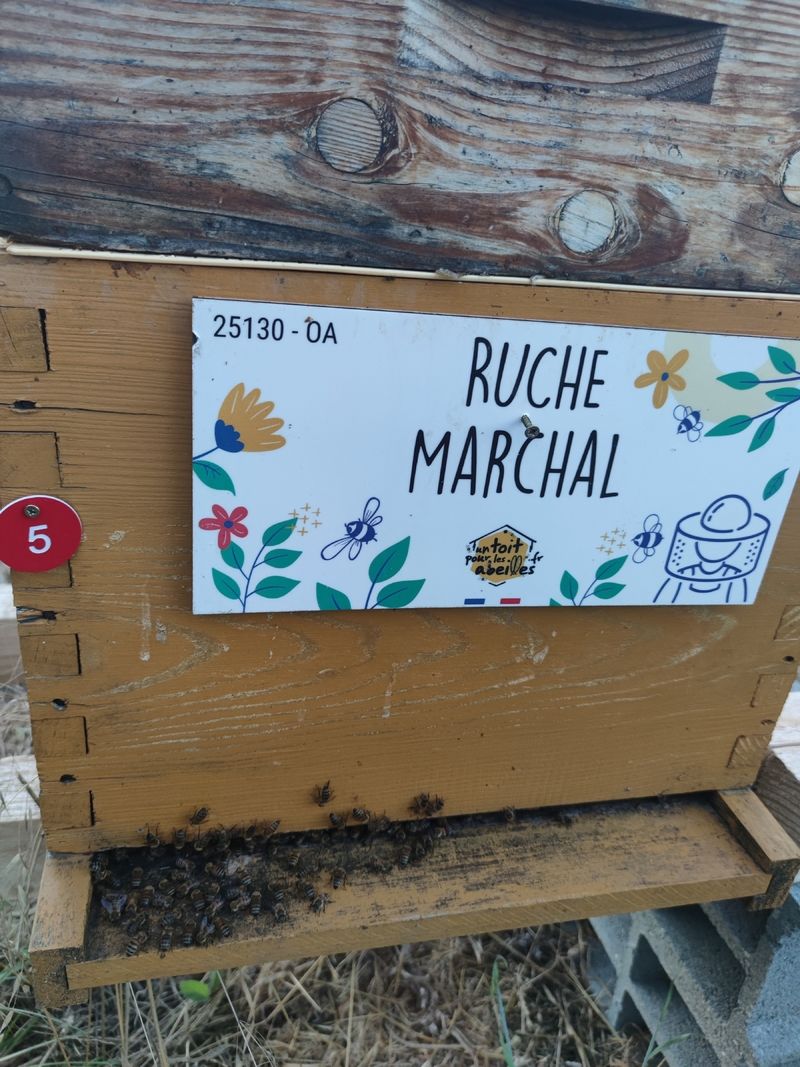 25130 - OA
RUCHE
MARCHAL
5
un toit
pour les .fr
abeilles